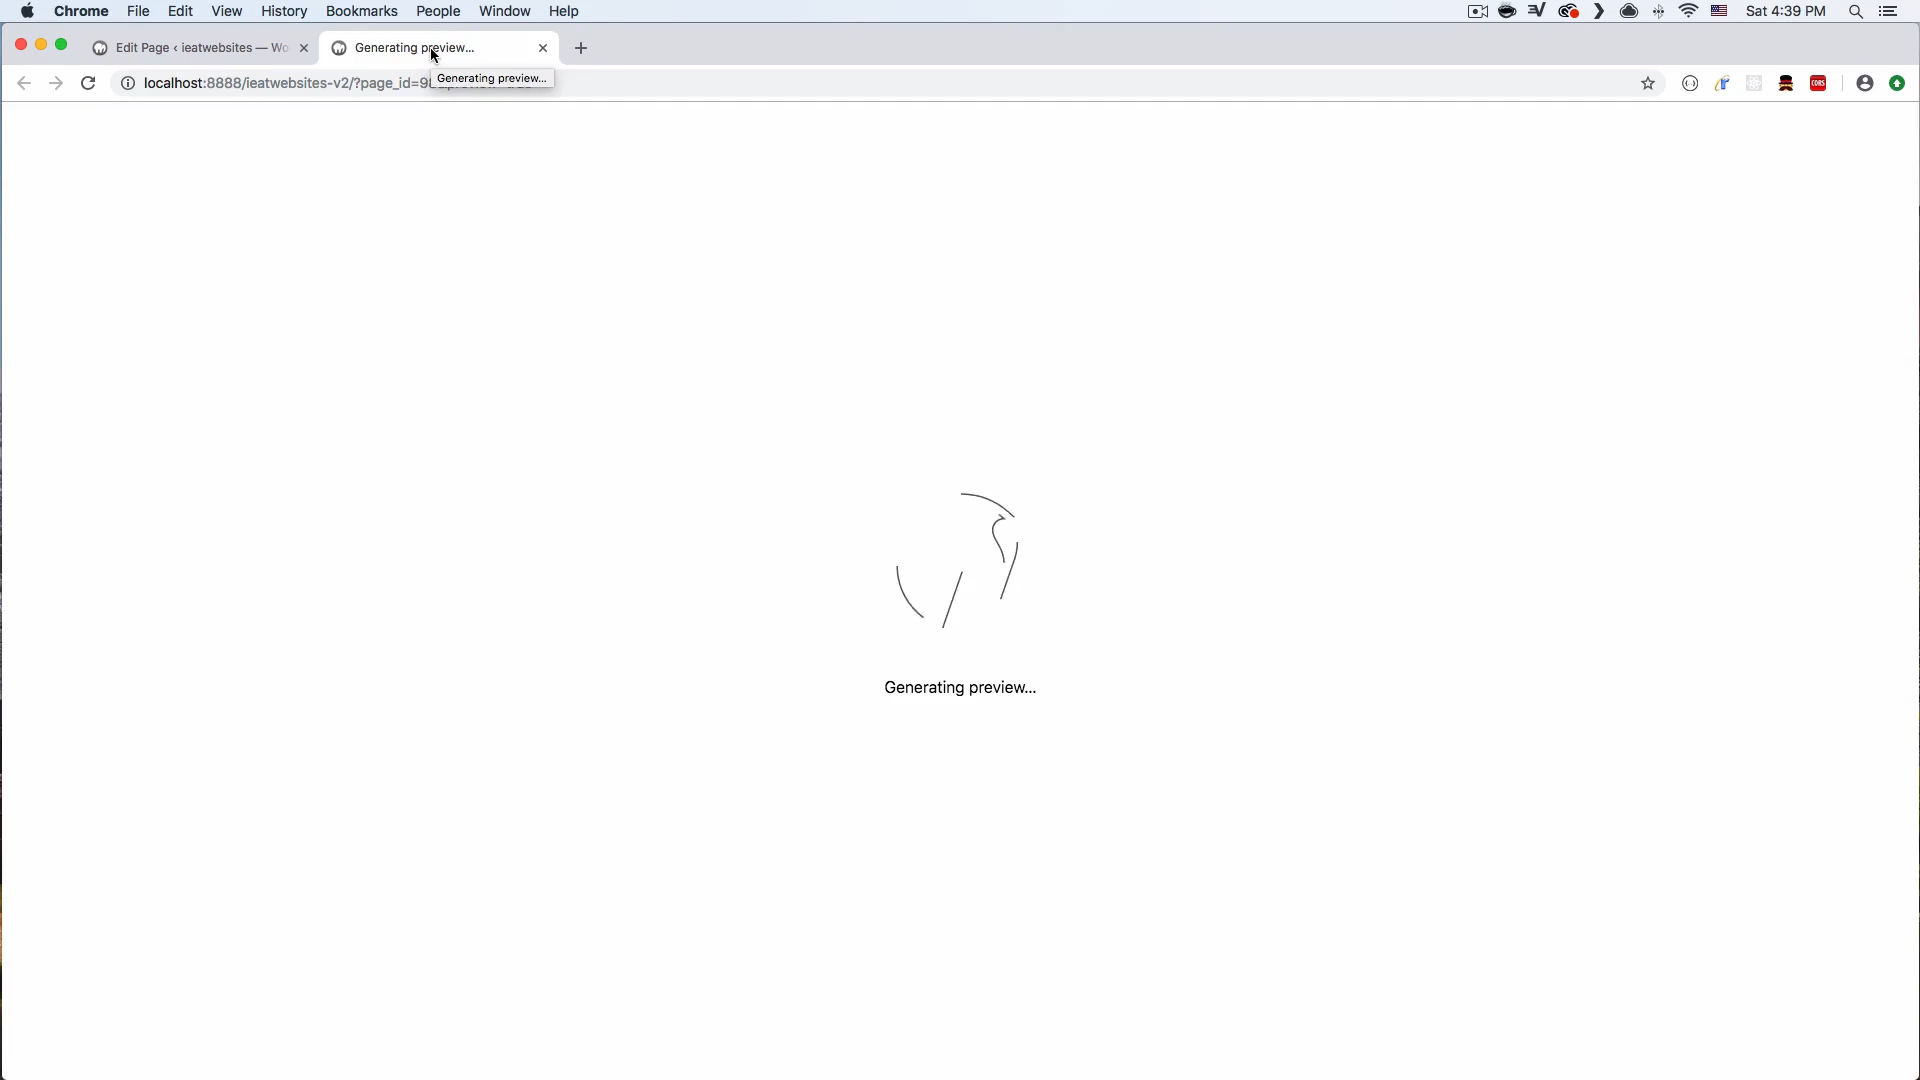 Chrome File Edit View History Bookmarks People Window Help Sat 4:39 PM
Edit Page ‹ ieatwebsites — Wo Generating preview...
localhost:8888/ieatwebsites-v2/?page_id=9 Generating preview...
CORS
Generating preview...